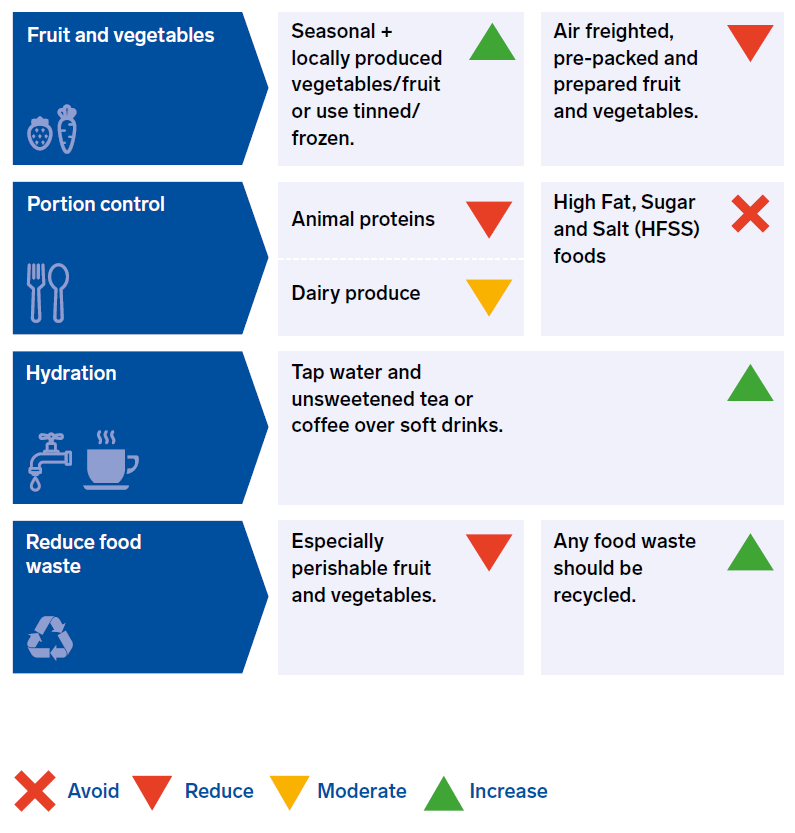 Fruit and vegetables
Seasonal +
locally produced
vegetables/fruit
or use tinned/
frozen.
Air freighted,
pre-packed and
prepared fruit
and vegetables.
Portion control
Animal proteins
Dairy produce
High Fat, Sugar
and Salt (HFSS)
foods
Hydration
Tap water and
unsweetened tea or
coffee over soft drinks.
Reduce food
waste
Especially
perishable fruit
and vegetables.
Any food waste
should be
recycled.
Avoid
Reduce
Moderate
Increase